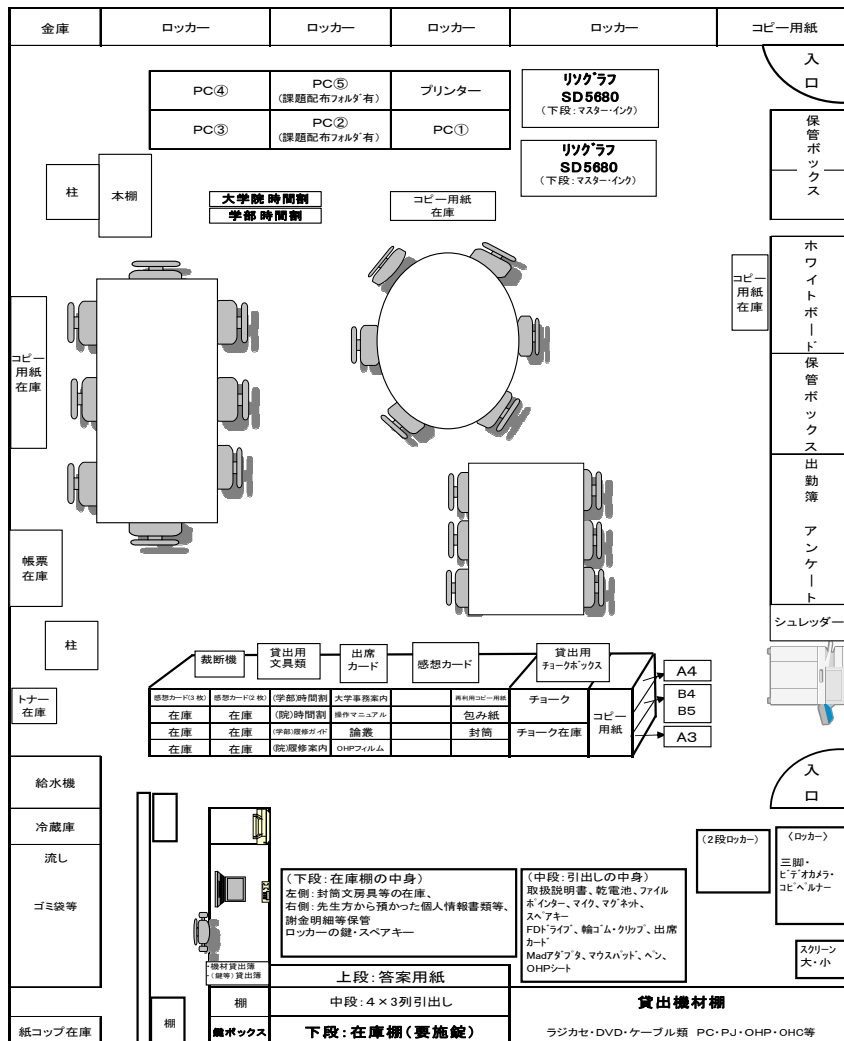 金庫
ロッカー
ロッカー
ロッカー
ロッカー
コピー用紙
入
口
PC④
PC⑤
(課題配布フォルダ有)
プリンター
PC③
PC②
(課題配布フォルダ有)
PC①
リソグラフ
SD5680
(下段:マスター・インク)
リソグラフ
SD5680
(下段:マスター・インク)
保管ボックス
柱
本棚
大学院 時間割
学部 時間割
コピー用紙
在庫
ホワイトボード
コピー
用紙
在庫
コピー
用紙
在庫
保管ボックス
出勤簿 アンケート
帳票
在庫
柱
シュレッダー
裁断機
貸出用
文具類
出席
カード
感想カード
貸出用
チョークボックス
A4
B4
B5
A3
トナー
在庫
感想カード(3枚)
感想カード(2枚)
(学部)時間割
大学事務案内
再利用コピー用紙
チョーク
在庫
在庫
(院)時間割
操作マニュアル
包み紙
コピー
用紙
在庫
在庫
(学部)履修ガイド
論叢
封筒
チョーク在庫
在庫
在庫
(院)履修案内
OHPフィルム
給水機
入
口
冷蔵庫
流し
ゴミ袋等
(下段:在庫棚の中身)
左側:封筒文房具等の在庫、
右側:先生方から預かった個人情報書類等、
謝金明細等保管
ロッカーの鍵・スペアキー
(中段:引出しの中身)
取扱説明書、乾電池、ファイル
ポインター、マイク、マグネット、
スペアキー
FDドライブ、輪ゴム・クリップ、出席
カード
Madアダプタ、マウスパッド、ペン、
OHPシート
(2段ロッカー)
〈ロッカー〉
三脚・
ビデオカメラ・
コピペルナー
スクリーン
大・小
・機材貸出簿
・(鍵等)貸出簿
上段:答案用紙
棚
中段:4×3列引出し
貸出機材棚
紙コップ在庫
棚
鍵ボックス
下段:在庫棚(要施錠)
ラジカセ・DVD・ケーブル類 PC・PJ・OHP・OHC等